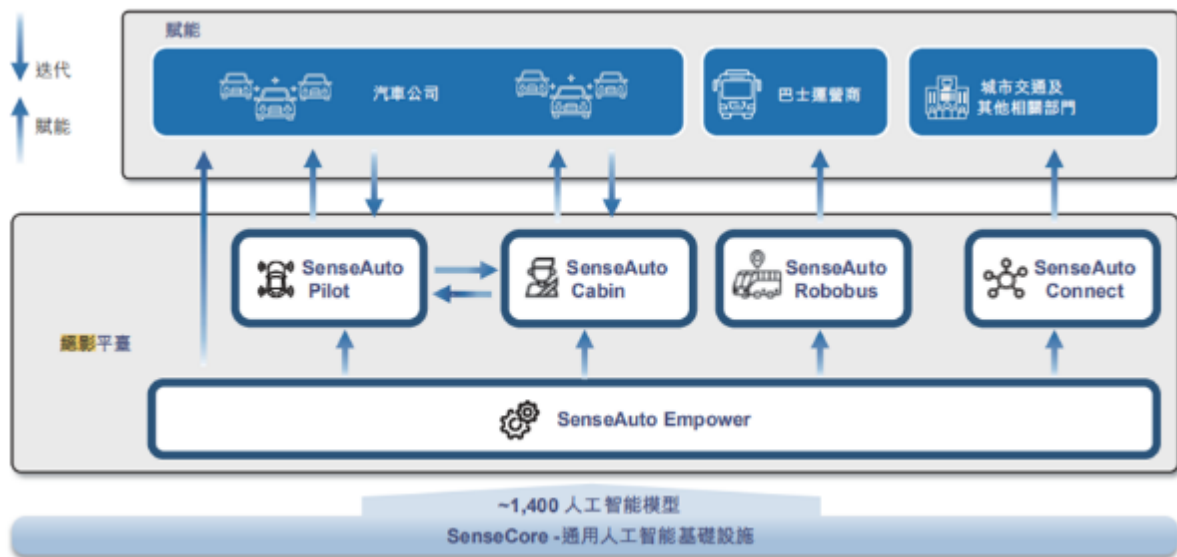 賦能
迭代
賦能
汽車公司
巴士運營商
城市交通及
其他相關部門
SenseAuto
Pilot
SenseAuto
Cabin
SenseAuto
Robobus
SenseAuto
Connect
絕影平臺
SenseAuto Empower
~1,400 人工智能模型
SenseCore -通用人工智能基礎設施